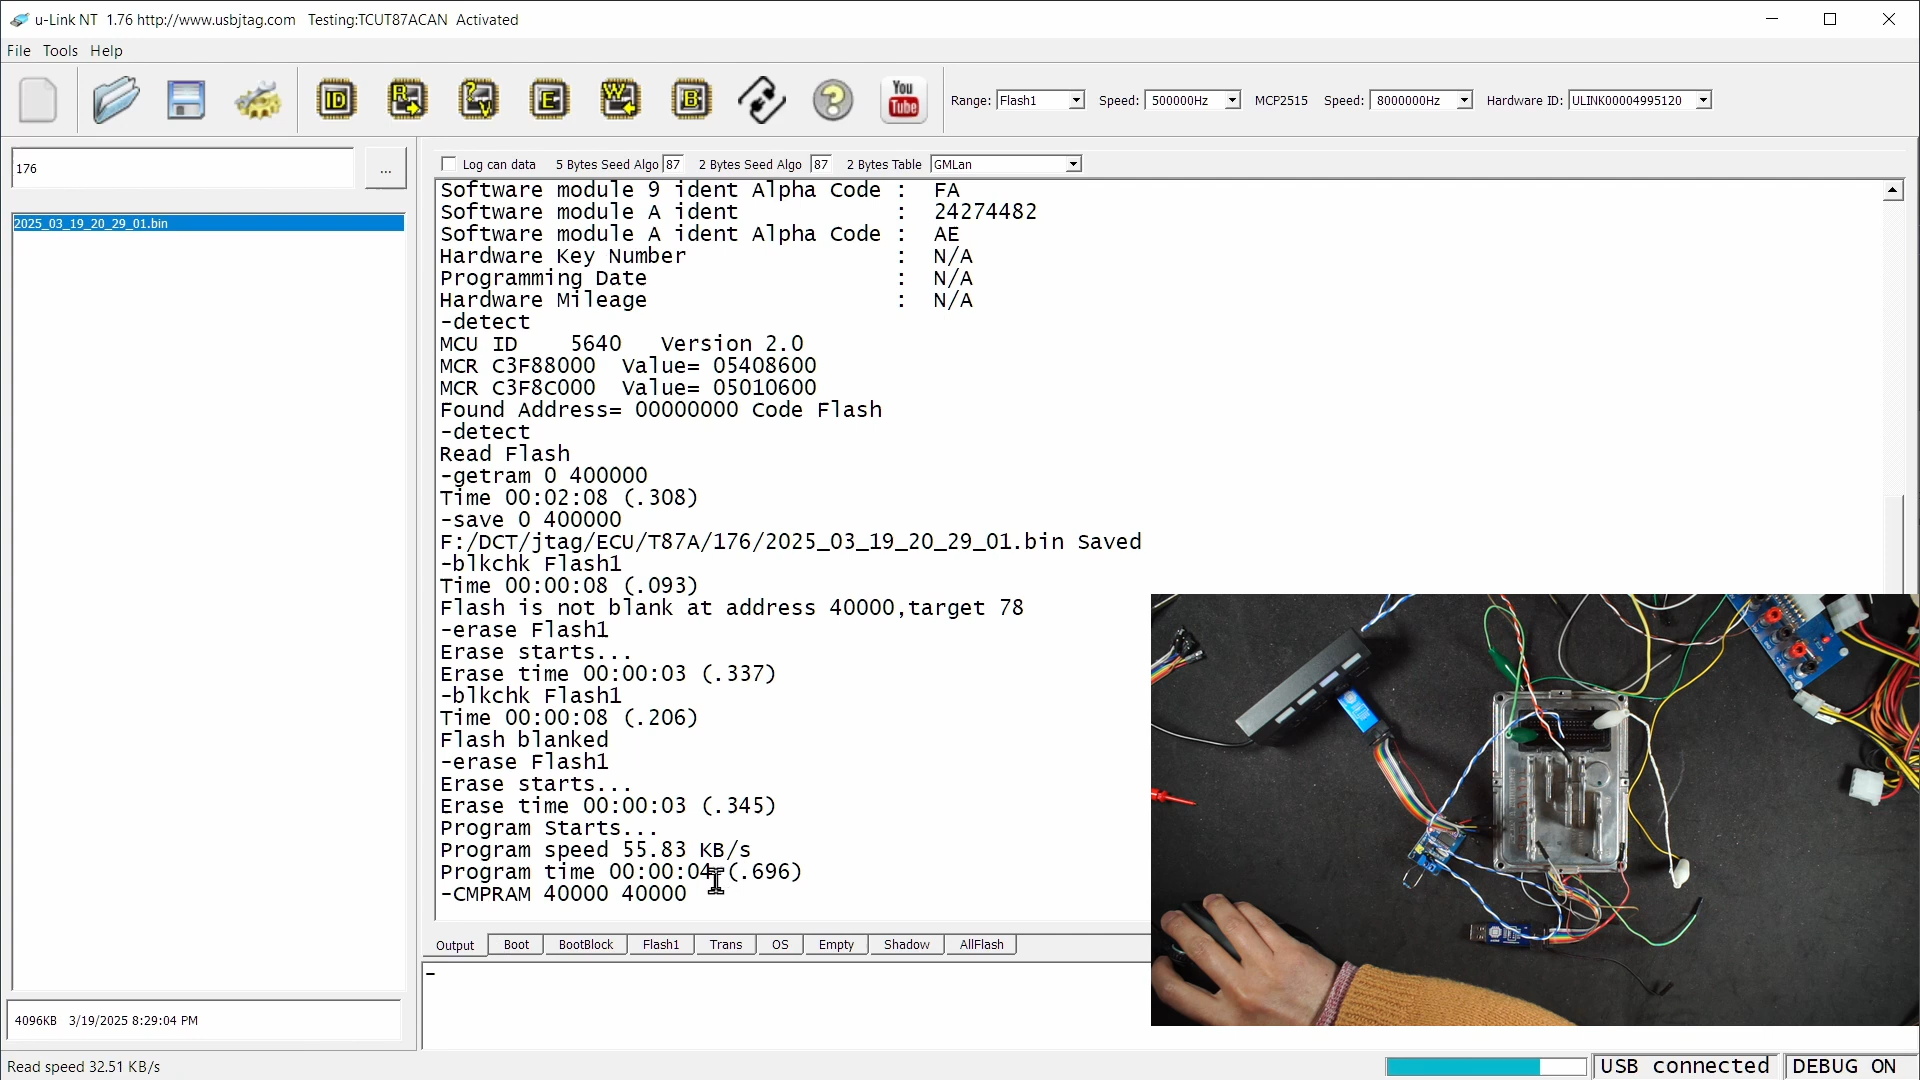 u-Link NT 1.76 http://www.usbjtag.com Testing:TCUT87ACAN Activated
File Tools Help
ID R ? V E W B You Tube
Range: Flash1 Speed: 500000Hz MCP2515 Speed: 8000000Hz Hardware ID: ULINK00004995120
176 ...
Log can data 5 Bytes Seed Algo 87 2 Bytes Seed Algo 87 2 Bytes Table GMLan
2025_03_19_20_29_01.bin
Software module 9 ident Alpha Code : FA
Software module A ident : 24274482
Software module A ident Alpha Code : AE
Hardware Key Number : N/A
Programming Date : N/A
Hardware Mileage : N/A
-detect
MCU ID 5640 Version 2.0
MCR C3F88000 Value= 05408600
MCR C3F8C000 Value= 05010600
Found Address= 00000000 Code Flash
-detect
Read Flash
-getram 0 400000
Time 00:02:08 (.308)
-save 0 400000
F:/DCT/jtag/ECU/T87A/176/2025_03_19_20_29_01.bin Saved
-blkchk Flash1
Time 00:00:08 (.093)
Flash is not blank at address 40000,target 78
-erase Flash1
Erase starts...
Erase time 00:00:03 (.337)
-blkchk Flash1
Time 00:00:08 (.206)
Flash blanked
-erase Flash1
Erase starts...
Erase time 00:00:03 (.345)
Program Starts...
Program speed 55.83 KB/s
Program time 00:00:04 (.696)
-CMPRAM 40000 40000
Output Boot BootBlock Flash1 Trans OS Empty Shadow AllFlash
-
4096KB 3/19/2025 8:29:04 PM
Read speed 32.51 KB/s
USB connected DEBUG ON